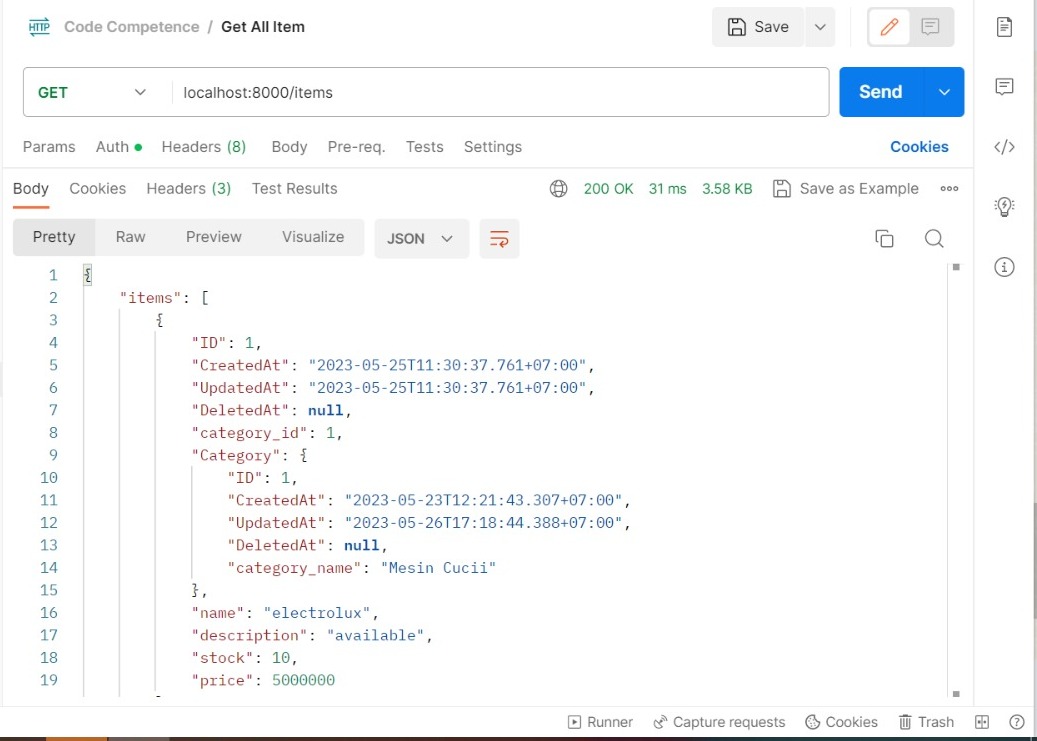 HTTP Code Competence / Get All Item Save
GET localhost:8000/items Send
Params Auth Headers (8) Body Pre-req. Tests Settings Cookies
Body Cookies Headers (3) Test Results 200 OK 31 ms 3.58 KB Save as Example
Pretty Raw Preview Visualize JSON
1 {
2 "items": [
3 {
4 "ID": 1,
5 "CreatedAt": "2023-05-25T11:30:37.761+07:00",
6 "UpdatedAt": "2023-05-25T11:30:37.761+07:00",
7 "DeletedAt": null,
8 "category_id": 1,
9 "Category": {
10 "ID": 1,
11 "CreatedAt": "2023-05-23T12:21:43.307+07:00",
12 "UpdatedAt": "2023-05-26T17:18:44.388+07:00",
13 "DeletedAt": null,
14 "category_name": "Mesin Cucii"
15 },
16 "name": "electrolux",
17 "description": "available",
18 "stock": 10,
19 "price": 5000000
Runner Capture requests Cookies Trash